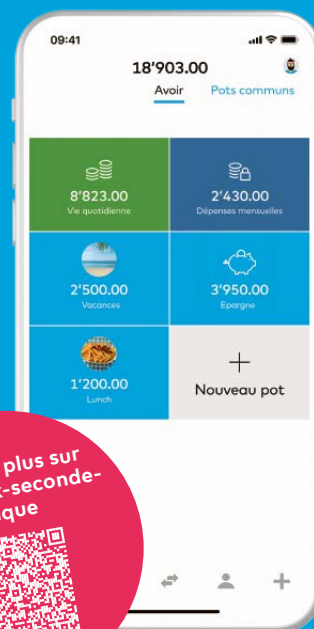 09:41
18'903.00
Avoir Pots communs
8'823.00
Vie quotidienne
2'430.00
Dépenses mensuelles
2'500.00
Vacances
3'950.00
Epargne
1'200.00
Lunch
Nouveau pot
plus sur
-seconde-